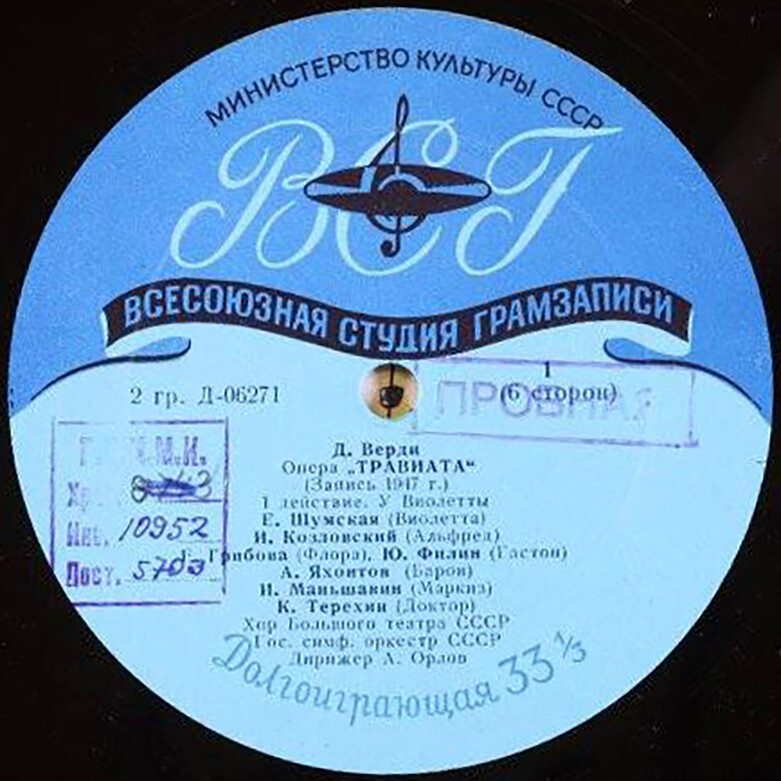 МИНИСТЕРСТВО КУЛЬТУРЫ СССР
ВСГ
ВСЕСОЮЗНАЯ СТУДИЯ ГРАМЗАПИСИ
2 гр. Д-06271
1
(6 сторон)
ПРОБНАЯ
Д. Верди
Опера „ТРАВИАТА“
(Запись 1947 г.)
1 действие. У Виолетты
Е. Шумская (Виолетта)
И. Козловский (Альфред)
Грибова (Флора), Ю. Филин (Гастон)
А. Яхонтов (Барон)
И. Маньшавин (Маркиз)
К. Терехин (Доктор)
Хор Большого театра СССР
Гос. симф. оркестр СССР
Дирижер А. Орлов
Долгоиграющая 33 1/3
М.К.
Инв. 10952
Пост. 5703